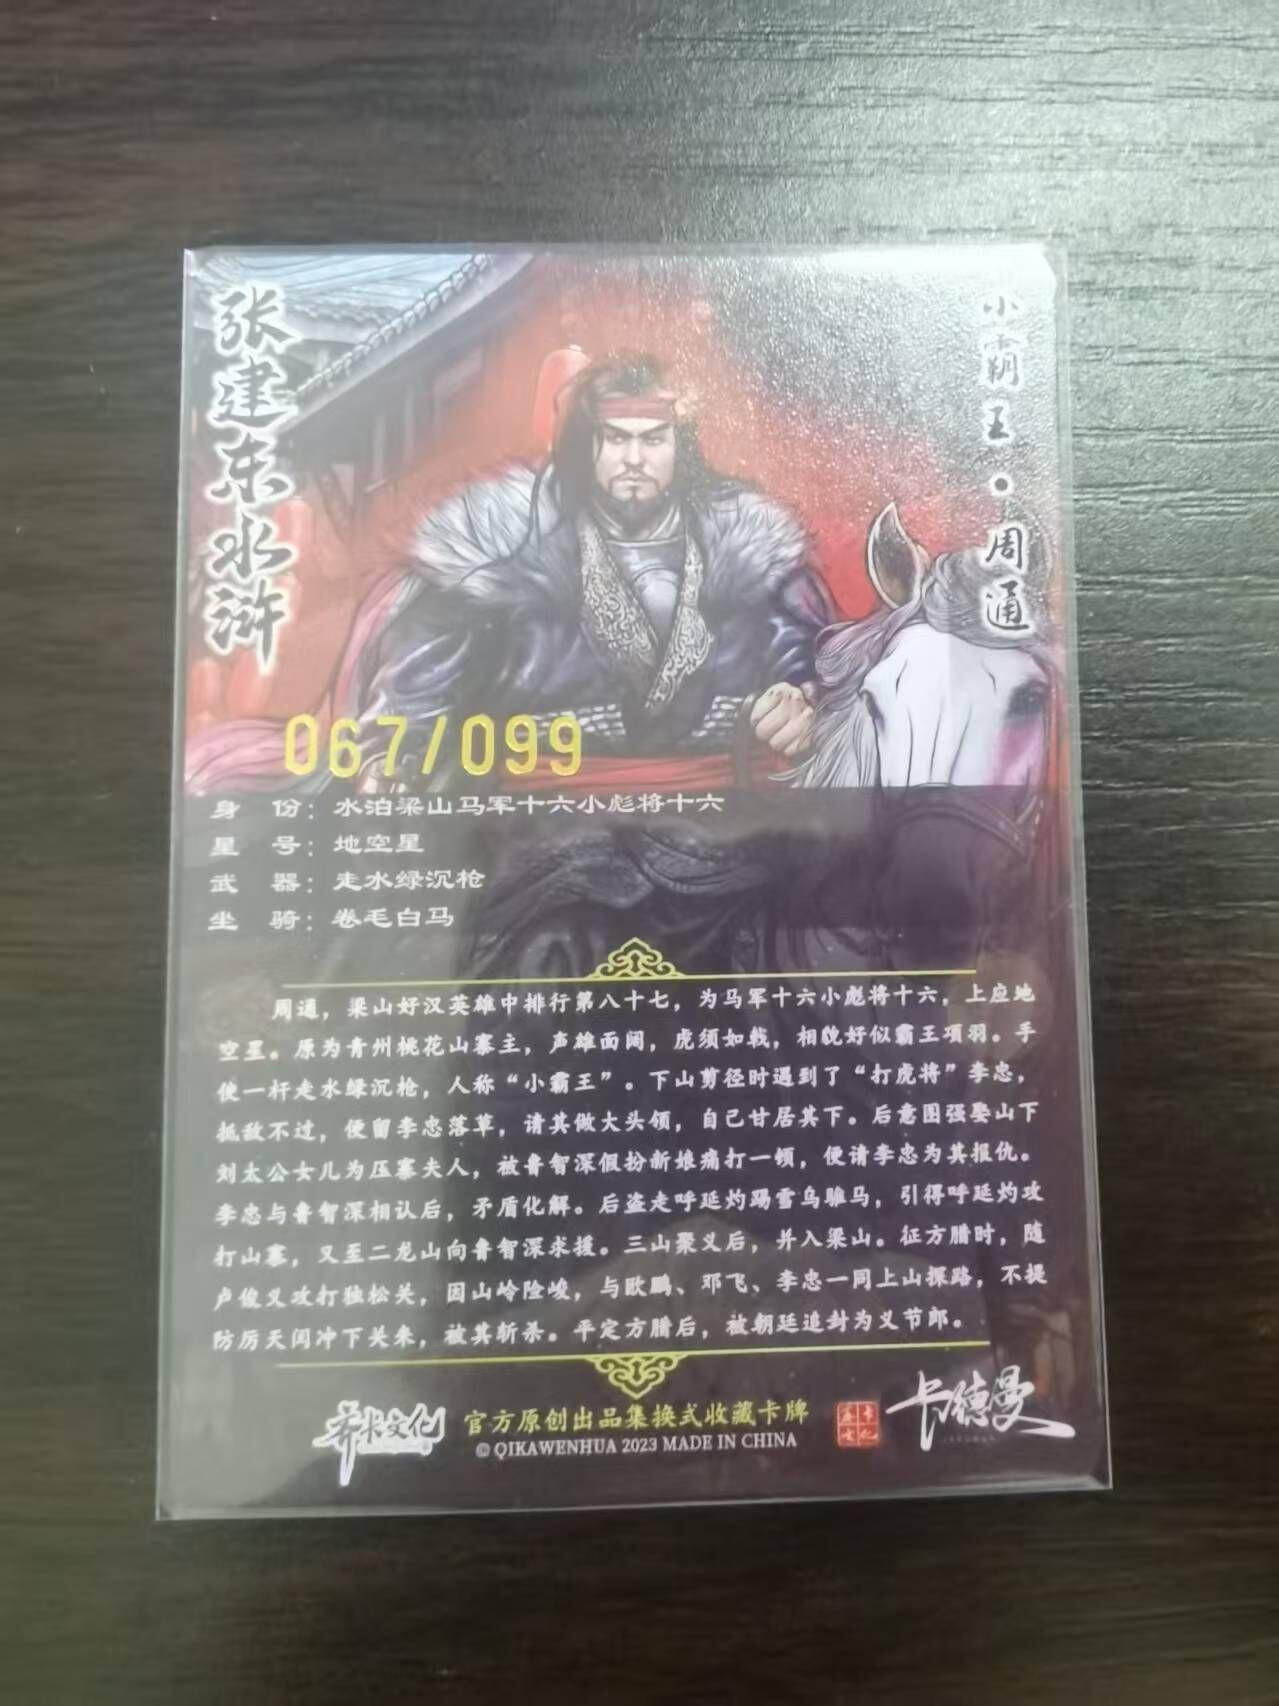 张建东水浒
小霸王·周通
067/099
身 份：水泊梁山马军十六小彪将十六
星 号：地空星
武 器：走水绿沉枪
坐 骑：卷毛白马
周通，梁山好汉英雄中排行第八十七，为马军十六小彪将十六，上应地
空星。原为青州桃花山寨主，声雄面阔，虎须如戟，相貌好似霸王项羽。手
使一杆走水绿沉枪，人称“小霸王”。下山剪径时遇到了“打虎将”李忠，
抵敌不过，便留李忠落草，请其做大头领，自己甘居其下。后意图强娶山下
刘太公女儿为压寨夫人，被鲁智深假扮新娘痛打一顿，便请李忠为其报仇。
李忠与鲁智深相认后，矛盾化解。后盗走呼延灼踢雪乌骓马，引得呼延灼攻
打山寨，又至二龙山向鲁智深求援。三山聚义后，并入梁山。征方腊时，随
卢俊义攻打独松关，因山岭险峻，与欧鹏、邓飞、李忠一同上山探路，不提
防厉天闰冲下关来，被其斩杀。平定方腊后，被朝廷追封为义节郎。
齐卡文化
官方原创出品集换式收藏卡牌
© QIKAWENHUA 2023 MADE IN CHINA
卡德曼